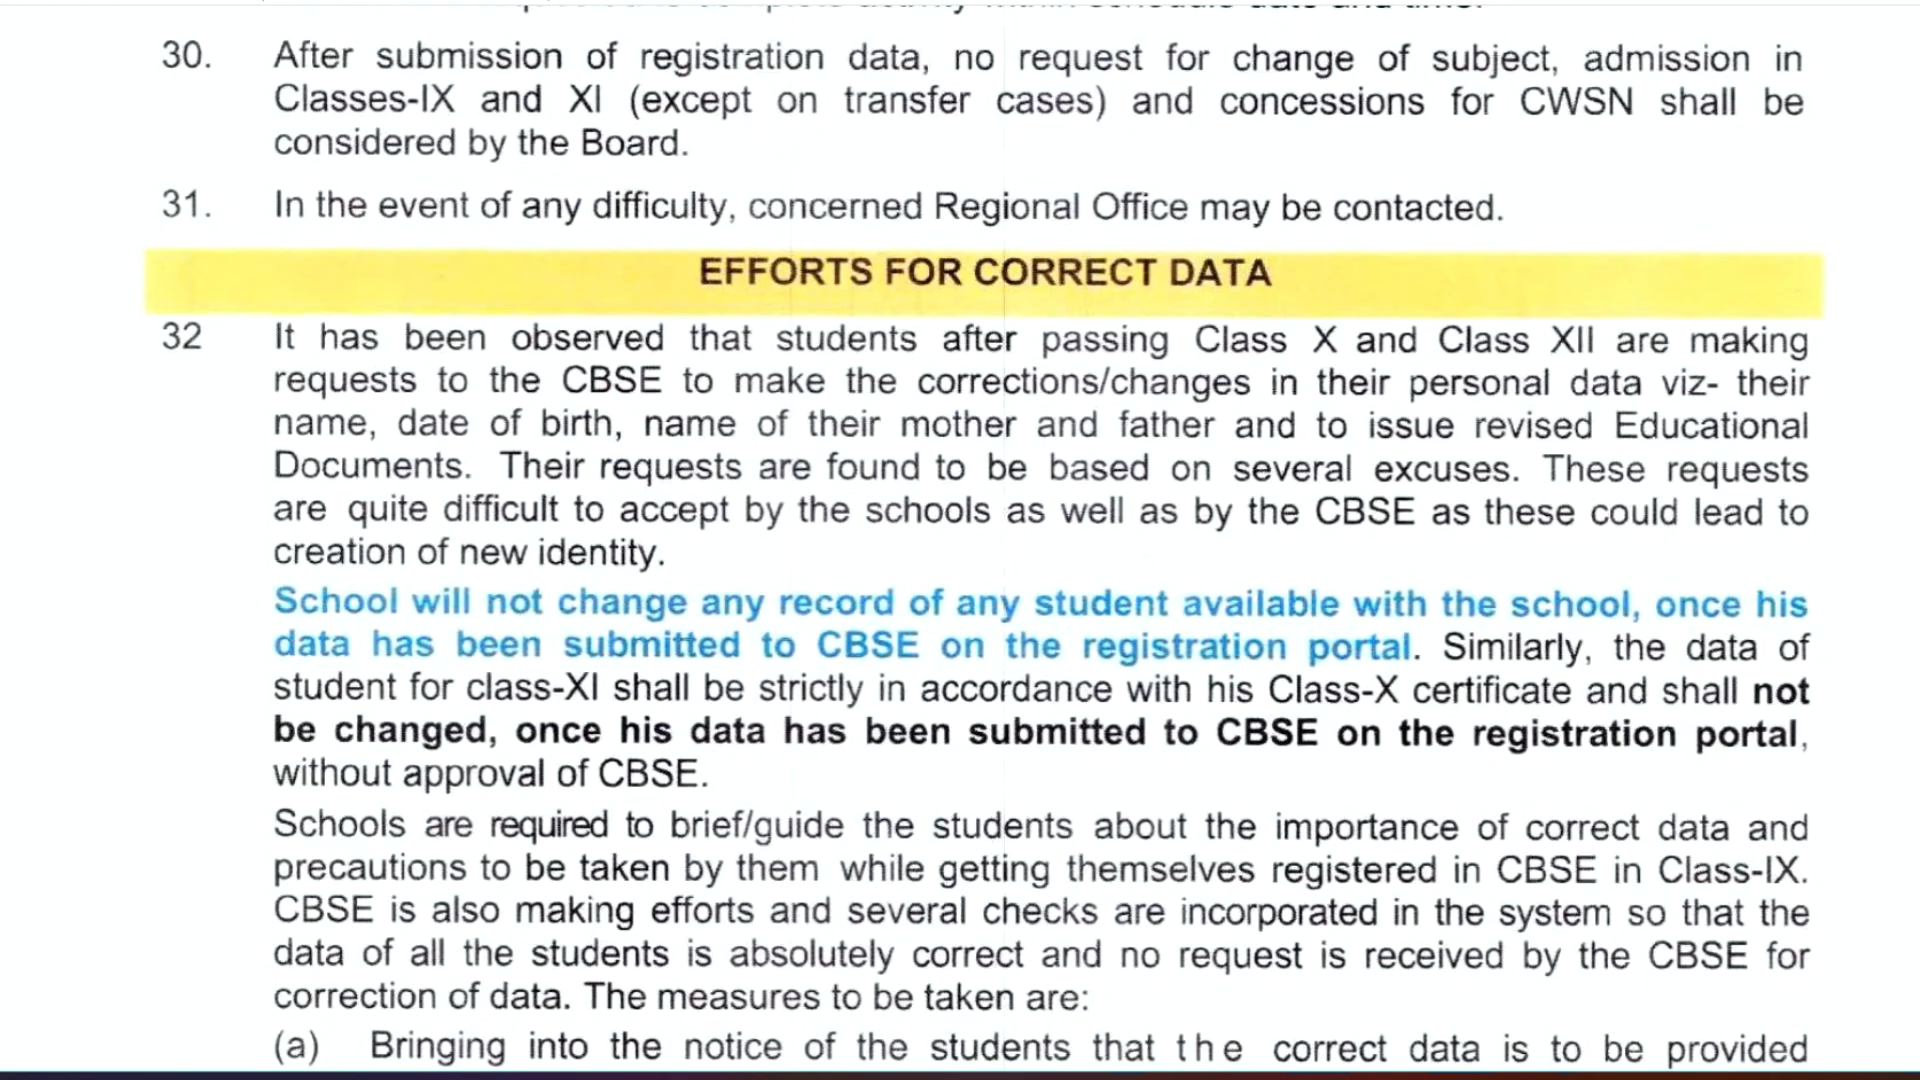 30. After submission of registration data, no request for change of subject, admission in
Classes-IX and XI (except on transfer cases) and concessions for CWSN shall be
considered by the Board.
31. In the event of any difficulty, concerned Regional Office may be contacted.
EFFORTS FOR CORRECT DATA
32 It has been observed that students after passing Class X and Class XII are making
requests to the CBSE to make the corrections/changes in their personal data viz- their
name, date of birth, name of their mother and father and to issue revised Educational
Documents. Their requests are found to be based on several excuses. These requests
are quite difficult to accept by the schools as well as by the CBSE as these could lead to
creation of new identity.
School will not change any record of any student available with the school, once his
data has been submitted to CBSE on the registration portal. Similarly, the data of
student for class-XI shall be strictly in accordance with his Class-X certificate and shall not
be changed, once his data has been submitted to CBSE on the registration portal,
without approval of CBSE.
Schools are required to brief/guide the students about the importance of correct data and
precautions to be taken by them while getting themselves registered in CBSE in Class-IX.
CBSE is also making efforts and several checks are incorporated in the system so that the
data of all the students is absolutely correct and no request is received by the CBSE for
correction of data. The measures to be taken are:
(a) Bringing into the notice of the students that the correct data is to be provided